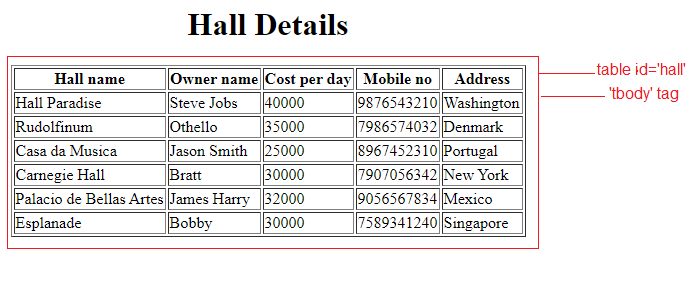 Hall Details
Hall name Owner name Cost per day Mobile no Address
Hall Paradise Steve Jobs 40000 9876543210 Washington
Rudolfinum Othello 35000 7986574032 Denmark
Casa da Musica Jason Smith 25000 8967452310 Portugal
Carnegie Hall Bratt 30000 7907056342 New York
Palacio de Bellas Artes James Harry 32000 9056567834 Mexico
Esplanade Bobby 30000 7589341240 Singapore
table id='hall'
'tbody' tag